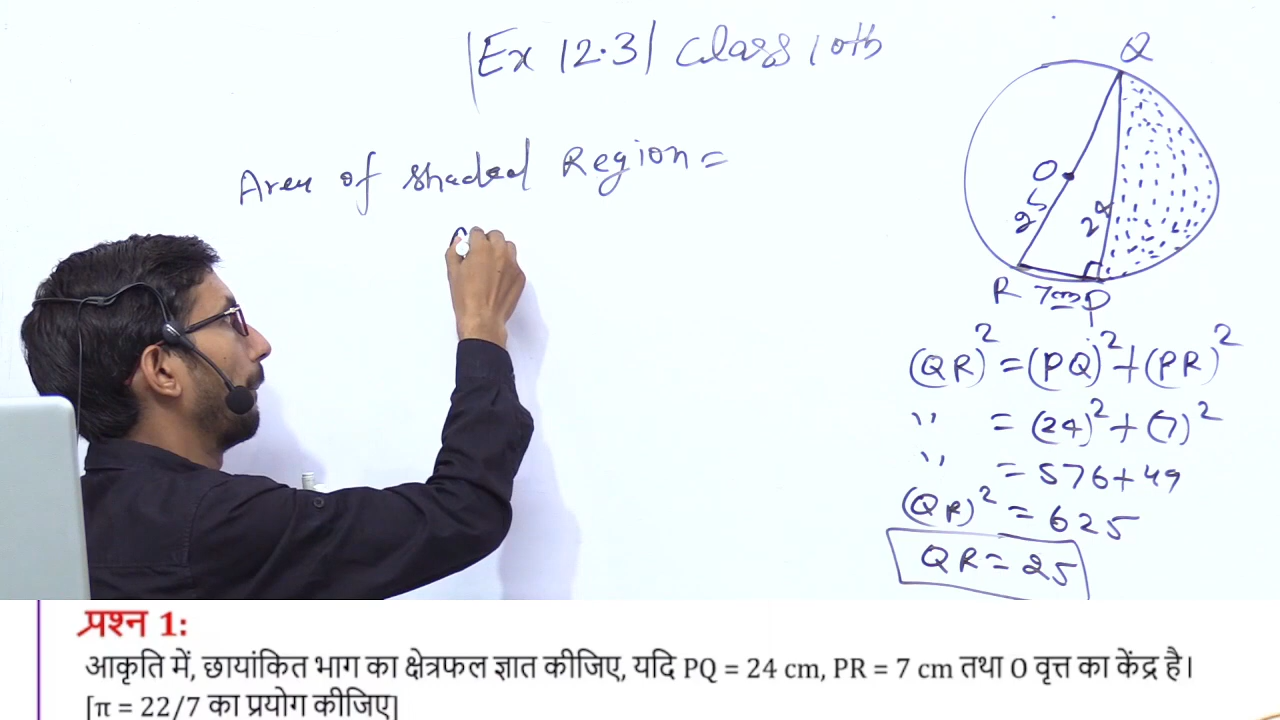 |Ex 12.3| Class 10th
Area of Shaded Region =
Q
O
25
24
R 7cm P
(QR)² = (PQ)² + (PR)²
" = (24)² + (7)²
" = 576 + 49
(QR)² = 625
QR = 25
प्रश्न 1:
आकृति में, छायांकित भाग का क्षेत्रफल ज्ञात कीजिए, यदि PQ = 24 cm, PR = 7 cm तथा O वृत्त का केंद्र है।
[π = 22/7 का प्रयोग कीजिए]